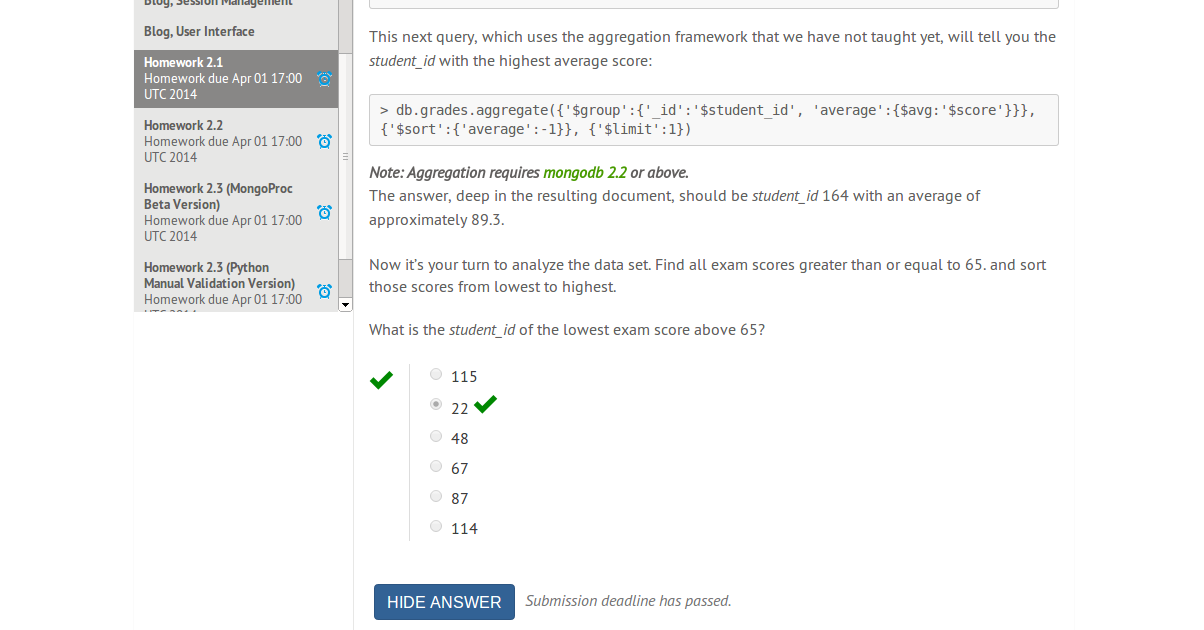 Blog, Session Management
Blog, User Interface
Homework 2.1
Homework due Apr 01 17:00
UTC 2014
Homework 2.2
Homework due Apr 01 17:00
UTC 2014
Homework 2.3 (MongoProc
Beta Version)
Homework due Apr 01 17:00
UTC 2014
Homework 2.3 (Python
Manual Validation Version)
Homework due Apr 01 17:00
UTC 2014
This next query, which uses the aggregation framework that we have not taught yet, will tell you the
student_id with the highest average score:
> db.grades.aggregate({'$group':{'_id':'$student_id', 'average':{$avg:'$score'}}},
{'$sort':{'average':-1}}, {'$limit':1})
Note: Aggregation requires mongodb 2.2 or above.
The answer, deep in the resulting document, should be student_id 164 with an average of
approximately 89.3.
Now it's your turn to analyze the data set. Find all exam scores greater than or equal to 65. and sort
those scores from lowest to highest.
What is the student_id of the lowest exam score above 65?
115
22
48
67
87
114
HIDE ANSWER Submission deadline has passed.